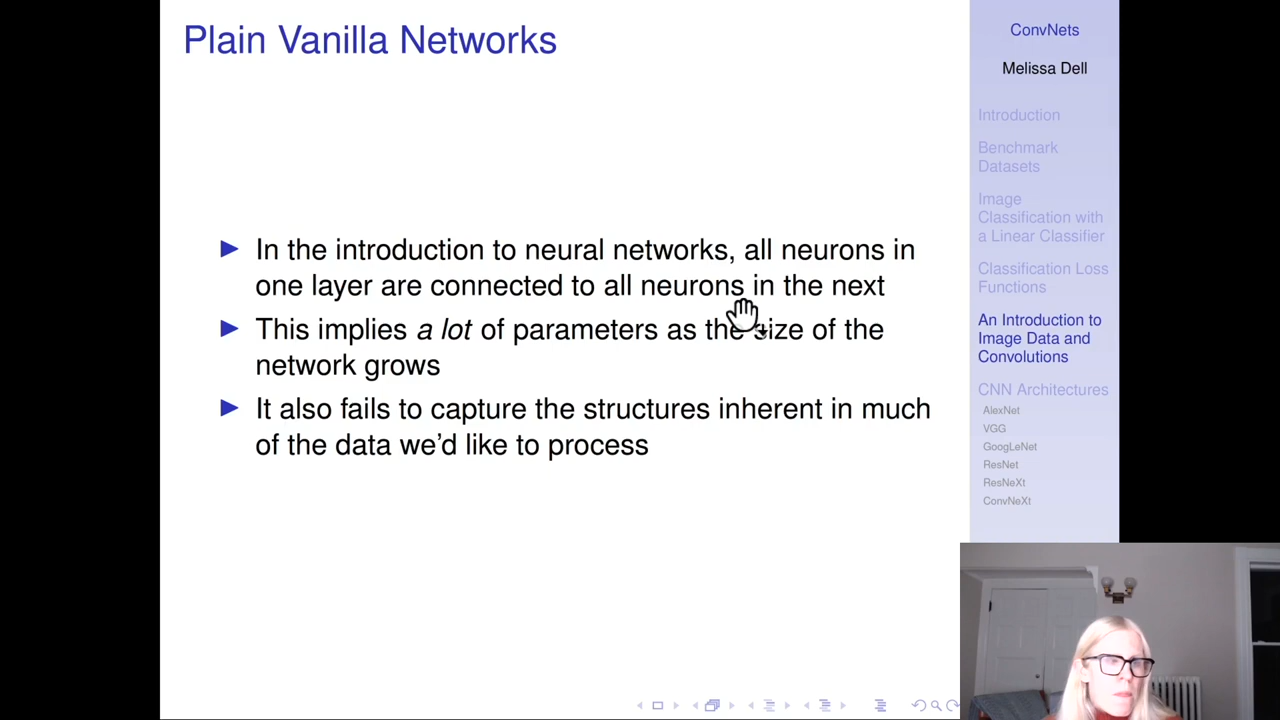 Plain Vanilla Networks
In the introduction to neural networks, all neurons in
one layer are connected to all neurons in the next
This implies a lot of parameters as the size of the
network grows
It also fails to capture the structures inherent in much
of the data we'd like to process
ConvNets
Melissa Dell
Introduction
Benchmark
Datasets
Image
Classification with
a Linear Classifier
Classification Loss
Functions
An Introduction to
Image Data and
Convolutions
CNN Architectures
AlexNet
VGG
GoogLeNet
ResNet
ResNeXt
ConvNeXt